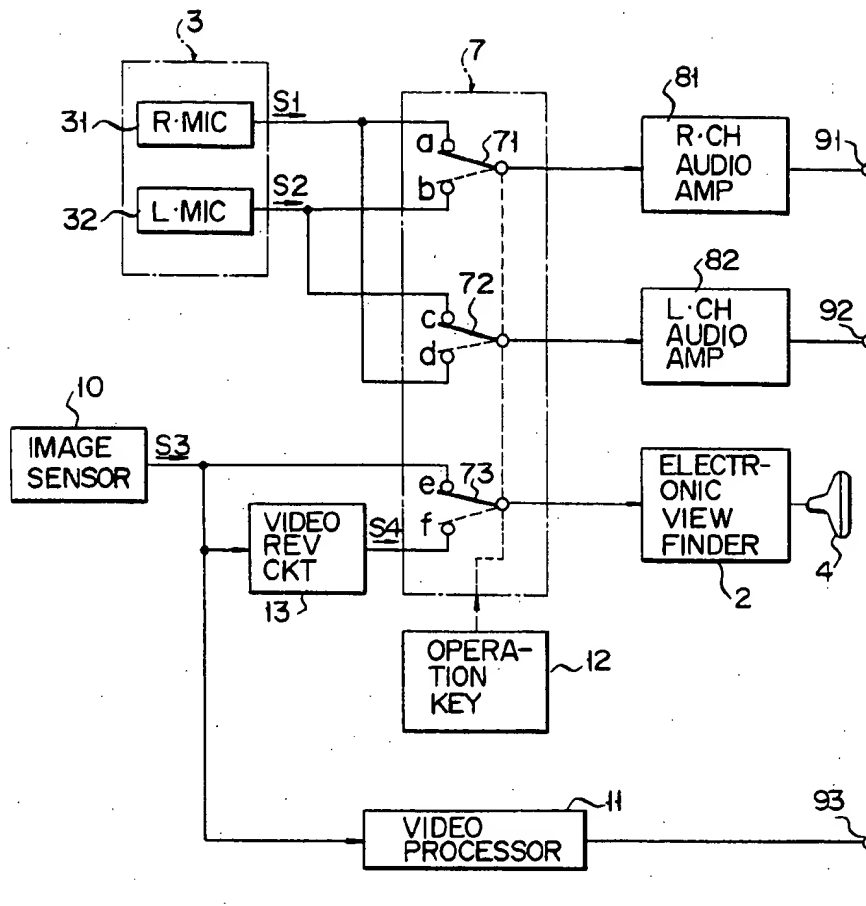 3
7
31
R·MIC
S1
32
L·MIC
S2
a
71
b
81
R·CH
AUDIO
AMP
91
c
72
d
82
L·CH
AUDIO
AMP
92
10
IMAGE
SENSOR
S3
e
73
f
VIDEO
REV
CKT
13
S4
ELECTR-
ONIC
VIEW
FINDER
2
4
OPERA-
TION
KEY
12
11
VIDEO
PROCESSOR
93